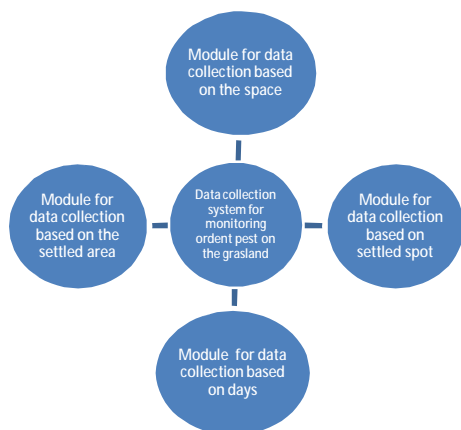 Module for data
collection based
on the space
Module for
data collection
based on the
settled area
Data collection
system for
monitoring
ordent pest on
the grasland
Module for
data collection
based on
settled spot
Module for data
collection based
on days